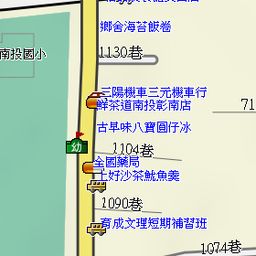 鄉舍海苔飯卷
1130巷
南投國小
三陽機車三元機車行
鮮茶道南投彰南店
71
古早味八寶圓仔冰
幼
1104巷
全國藥局
上好沙茶魷魚羹
1090巷
育成文理短期補習班
1074巷